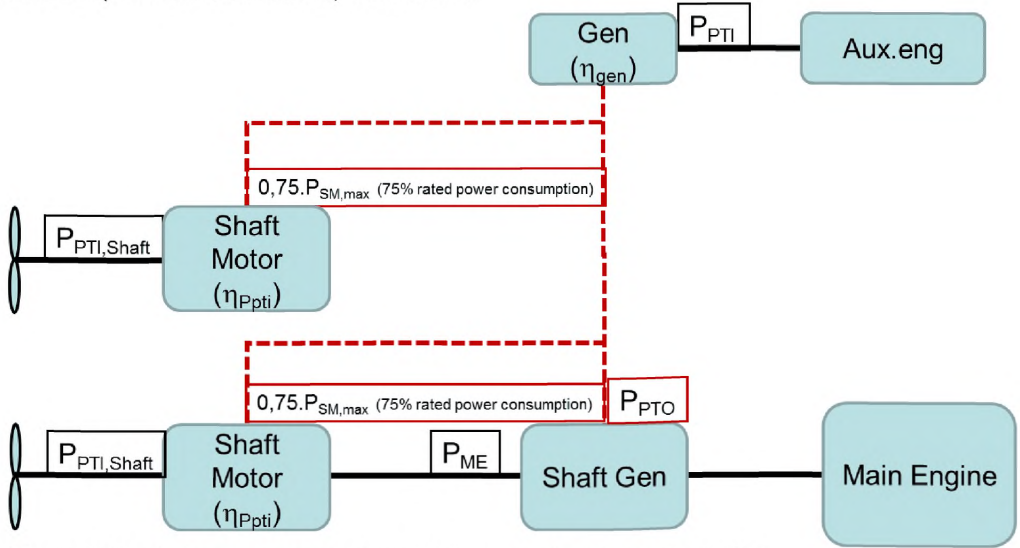 Gen
(ηgen)
PPTI
Aux.eng
0,75.PSM,max (75% rated power consumption)
PPTI,Shaft
Shaft
Motor
(ηPpti)
0,75.PSM,max (75% rated power consumption)
PPTO
PPTI,Shaft
Shaft
Motor
(ηPpti)
PME
Shaft Gen
Main Engine